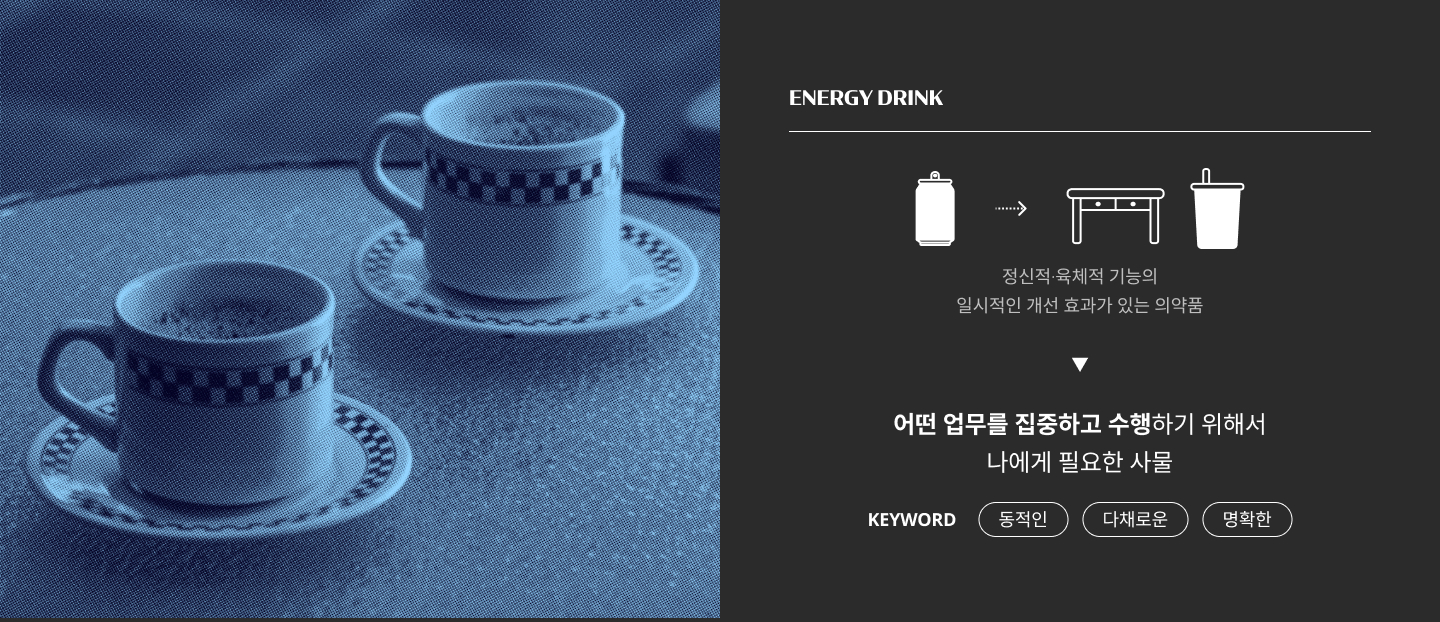 ENERGY DRINK
정신적·육체적 기능의
일시적인 개선 효과가 있는 의약품
어떤 업무를 집중하고 수행하기 위해서
나에게 필요한 사물
KEYWORD 동적인 다채로운 명확한